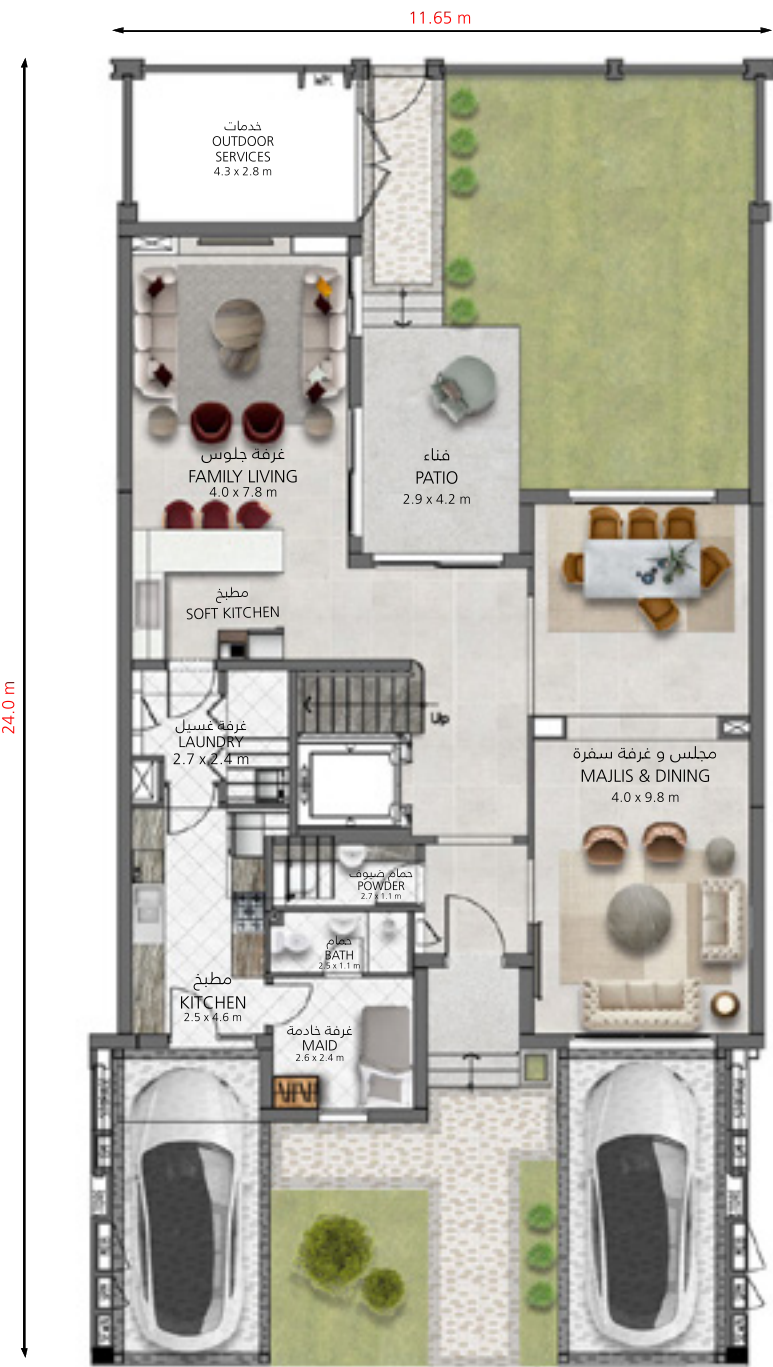 11.65 m
24.0 m
خدمات
OUTDOOR
SERVICES
4.3 x 2.8 m
غرفة جلوس
FAMILY LIVING
4.0 x 7.8 m
فناء
PATIO
2.9 x 4.2 m
مطبخ
SOFT KITCHEN
غرفة غسيل
LAUNDRY
2.7 x 2.4 m
Up
مجلس و غرفة سفرة
MAJLIS & DINING
4.0 x 9.8 m
حمام ضيوف
POWDER
2.7 x 1.1 m
حمام
BATH
2.5 x 1.1 m
مطبخ
KITCHEN
2.5 x 4.6 m
غرفة خادمة
MAID
2.6 x 2.4 m